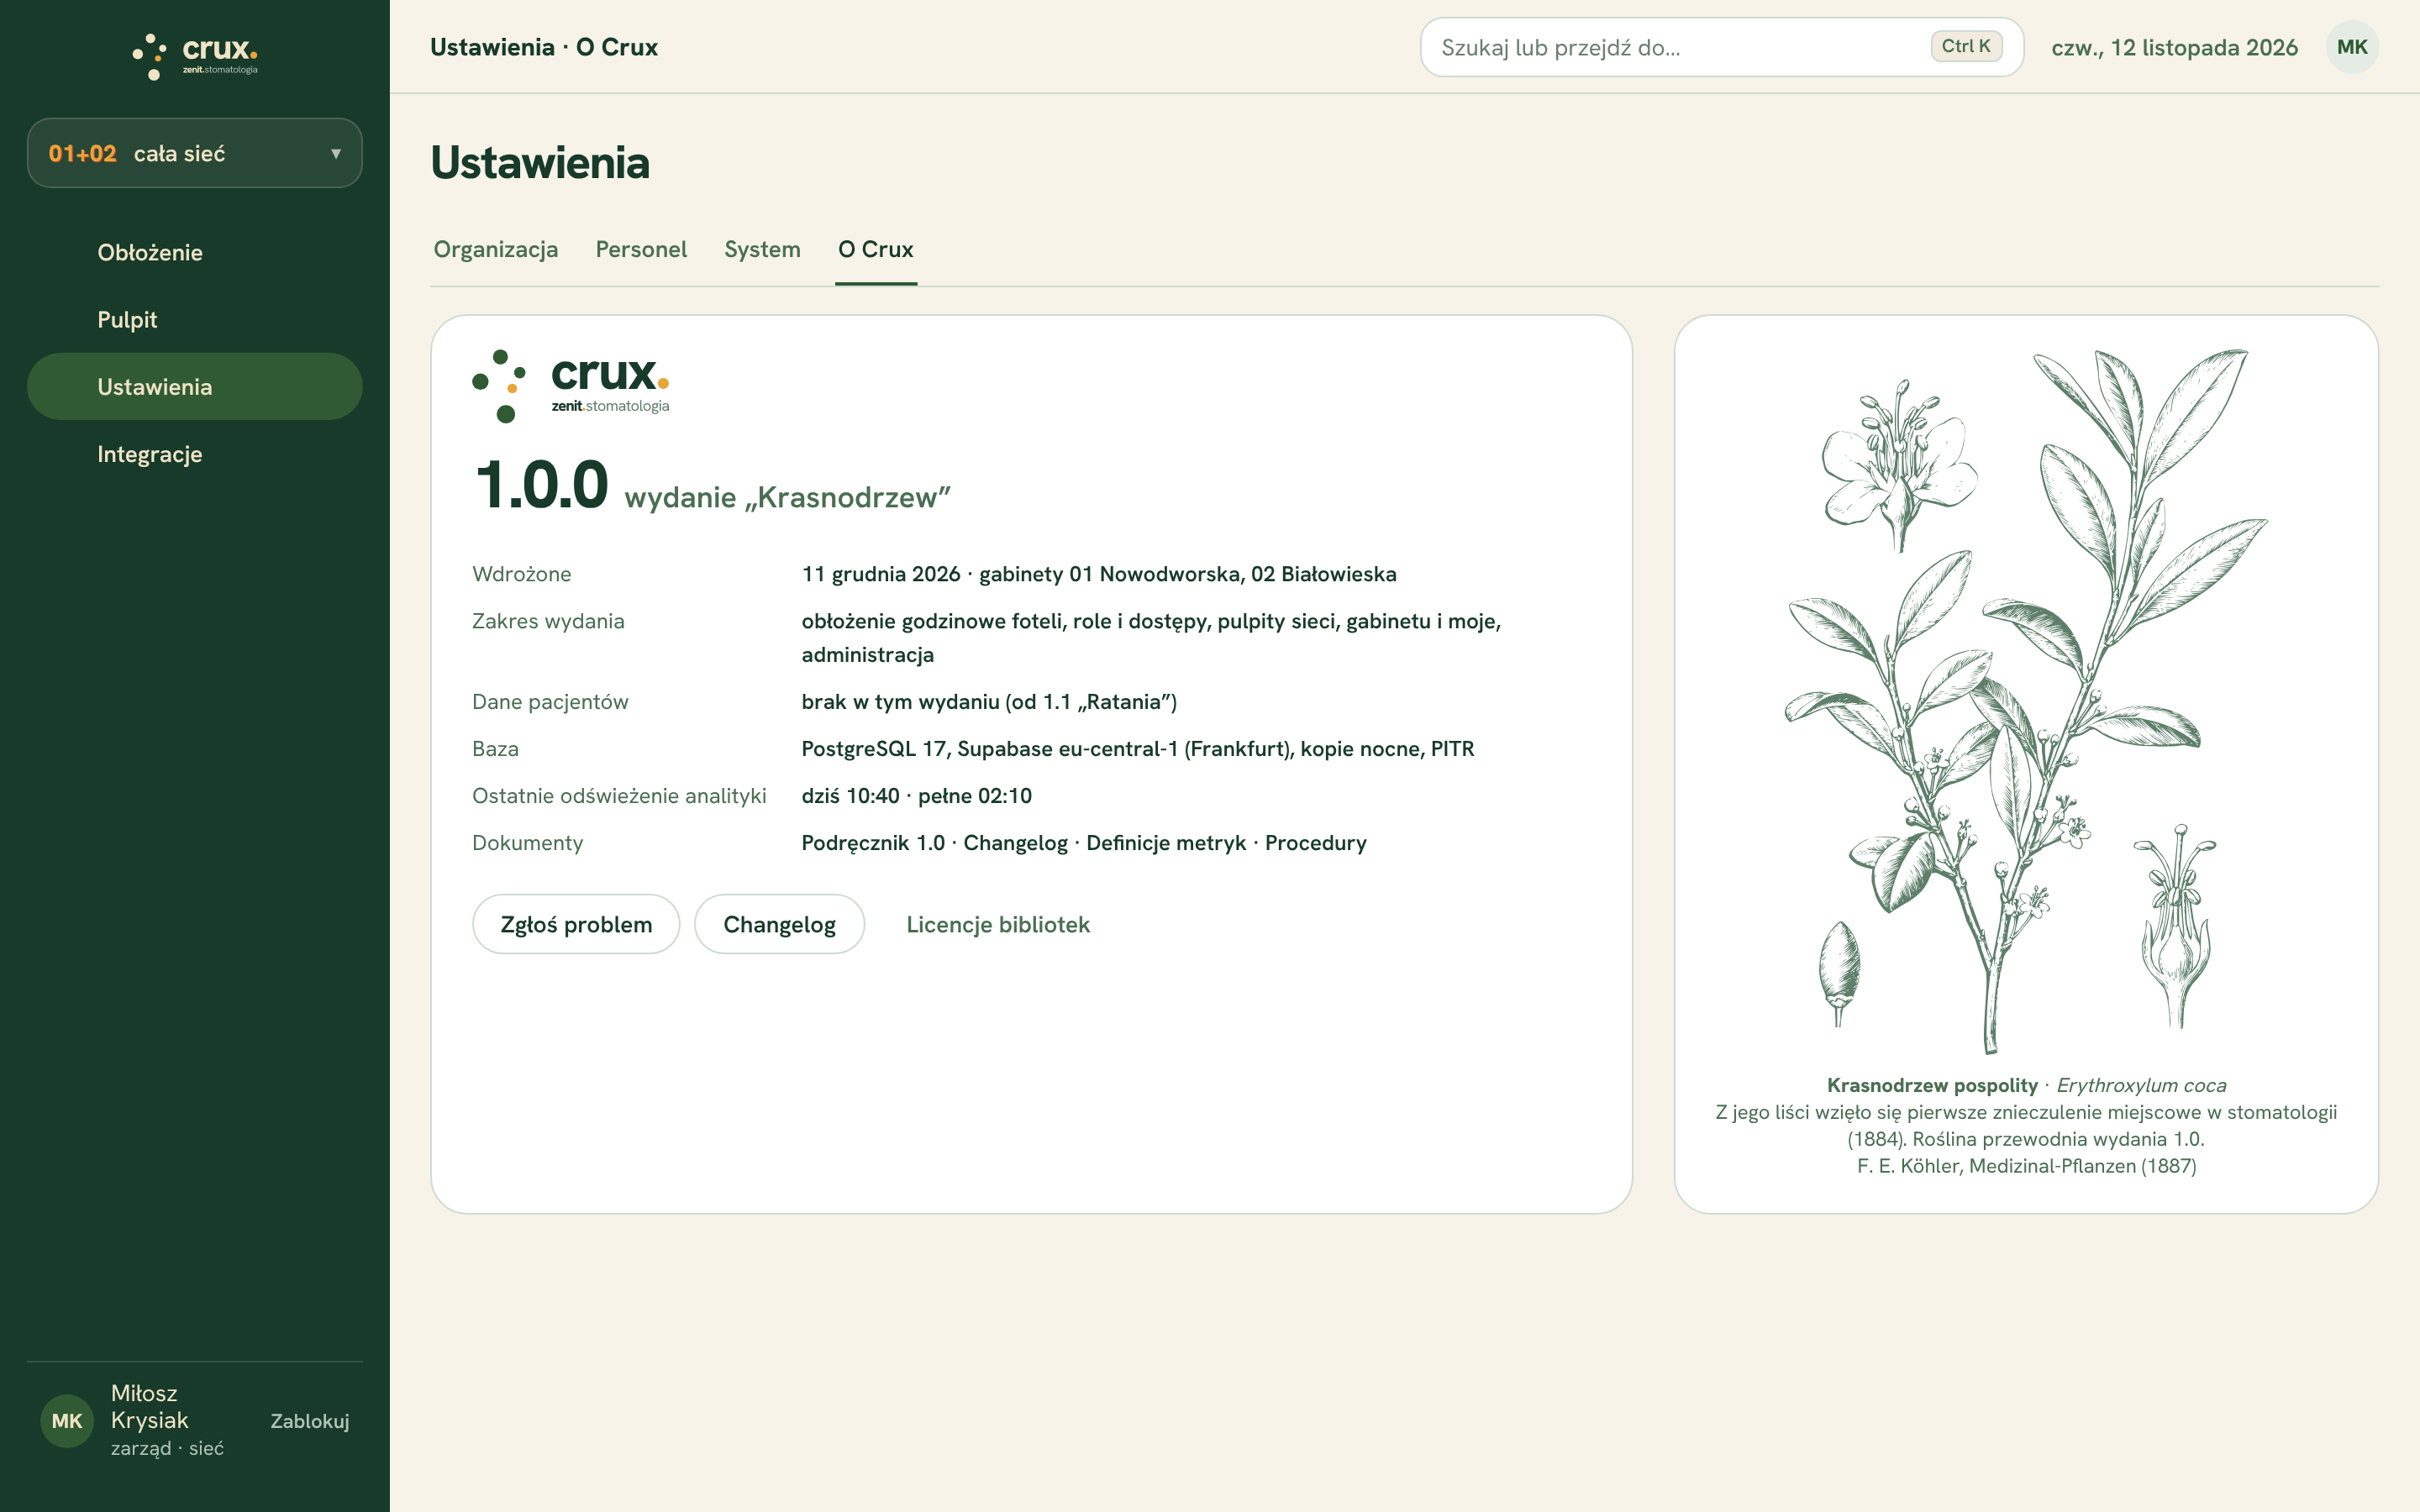 crux.
zenit.stomatologia
01+02 cała sieć ▼
Obłożenie
Pulpit
Ustawienia
Integracje
MK
Miłosz
Krysiak
zarząd · sieć
Zablokuj
Ustawienia · O Crux
Szukaj lub przejdź do...
Ctrl K
czw., 12 listopada 2026
MK
Ustawienia
Organizacja Personel System O Crux
crux.
zenit.stomatologia
1.0.0 wydanie „Krasnodrzew”
Wdrożone 11 grudnia 2026 · gabinety 01 Nowodworska, 02 Białowieska
Zakres wydania obłożenie godzinowe foteli, role i dostępy, pulpity sieci, gabinetu i moje,
administracja
Dane pacjentów brak w tym wydaniu (od 1.1 „Ratania”)
Baza PostgreSQL 17, Supabase eu-central-1 (Frankfurt), kopie nocne, PITR
Ostatnie odświeżenie analityki dziś 10:40 · pełne 02:10
Dokumenty Podręcznik 1.0 · Changelog · Definicje metryk · Procedury
Zgłoś problem Changelog Licencje bibliotek
Krasnodrzew pospolity · Erythroxylum coca
Z jego liści wzięło się pierwsze znieczulenie miejscowe w stomatologii
(1884). Roślina przewodnia wydania 1.0.
F. E. Köhler, Medizinal-Pflanzen (1887)